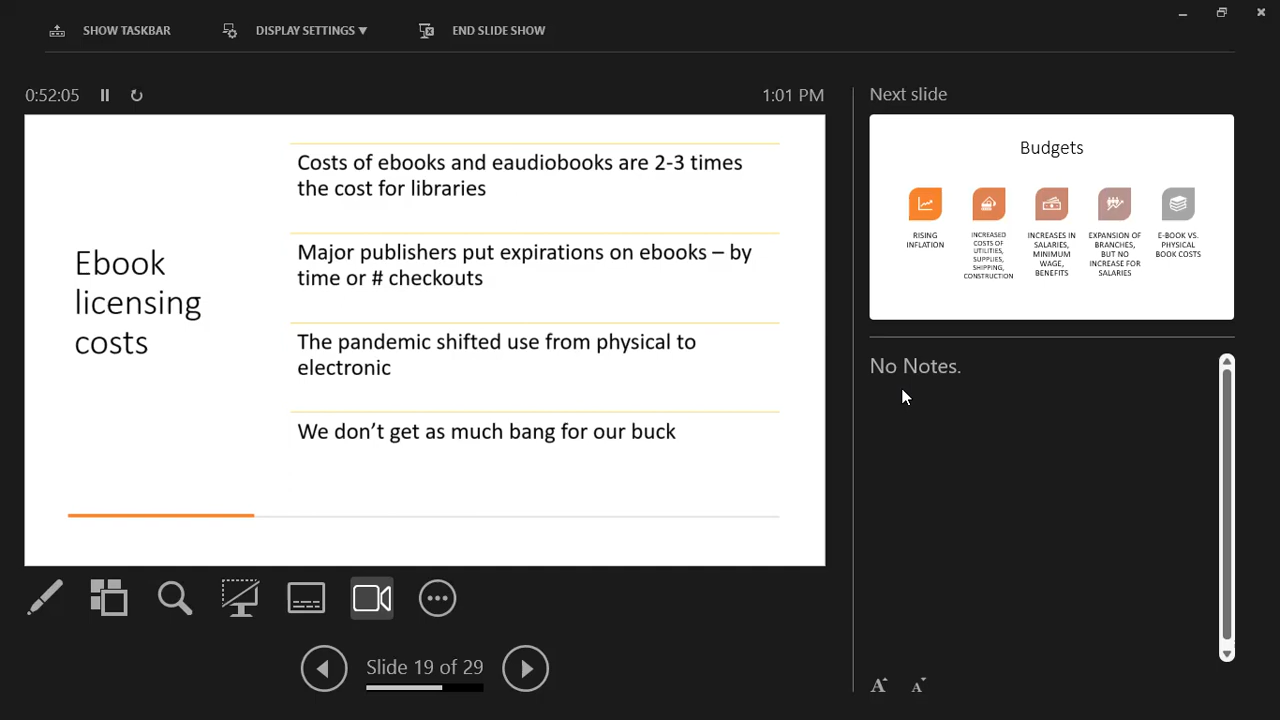 SHOW TASKBAR
DISPLAY SETTINGS ▼
END SLIDE SHOW
0:52:05
1:01 PM
Ebook
licensing
costs
Costs of ebooks and eaudiobooks are 2-3 times
the cost for libraries
Major publishers put expirations on ebooks – by
time or # checkouts
The pandemic shifted use from physical to
electronic
We don’t get as much bang for our buck
Slide 19 of 29
Next slide
Budgets
RISING
INFLATION
INCREASED
COSTS OF
UTILITIES,
SUPPLIES,
SHIPPING,
CONSTRUCTION
INCREASES IN
SALARIES,
MINIMUM
WAGE,
BENEFITS
EXPANSION OF
BRANCHES,
BUT NO
INCREASE FOR
SALARIES
E-BOOK VS.
PHYSICAL
BOOK COSTS
No Notes.
A
A